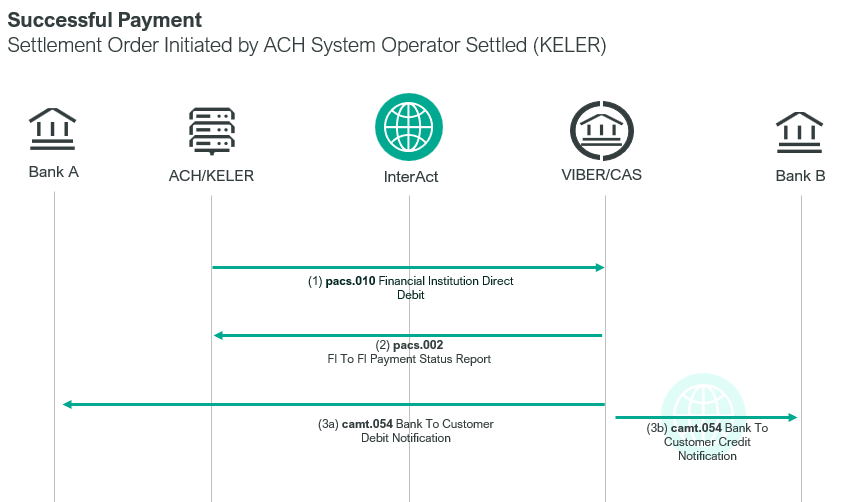 Successful Payment
Settlement Order Initiated by ACH System Operator Settled (KELER)
Bank A
ACH/KELER
InterAct
VIBER/CAS
Bank B
(1) pacs.010 Financial Institution Direct
Debit
(2) pacs.002
FI To FI Payment Status Report
(3a) camt.054 Bank To Customer
Debit Notification
(3b) camt.054 Bank To
Customer Credit
Notification